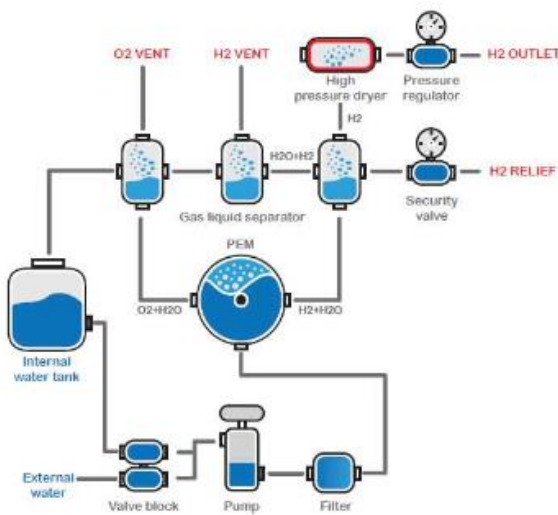 O2 VENT
H2 VENT
H2 OUTLET
High
pressure dryer
Pressure
regulator
H2
H2O+H2
H2 RELIEF
Gas liquid separator
Security
valve
PEM
O2+H2O
H2+H2O
Internal
water tank
External
water
Valve block
Pump
Filter